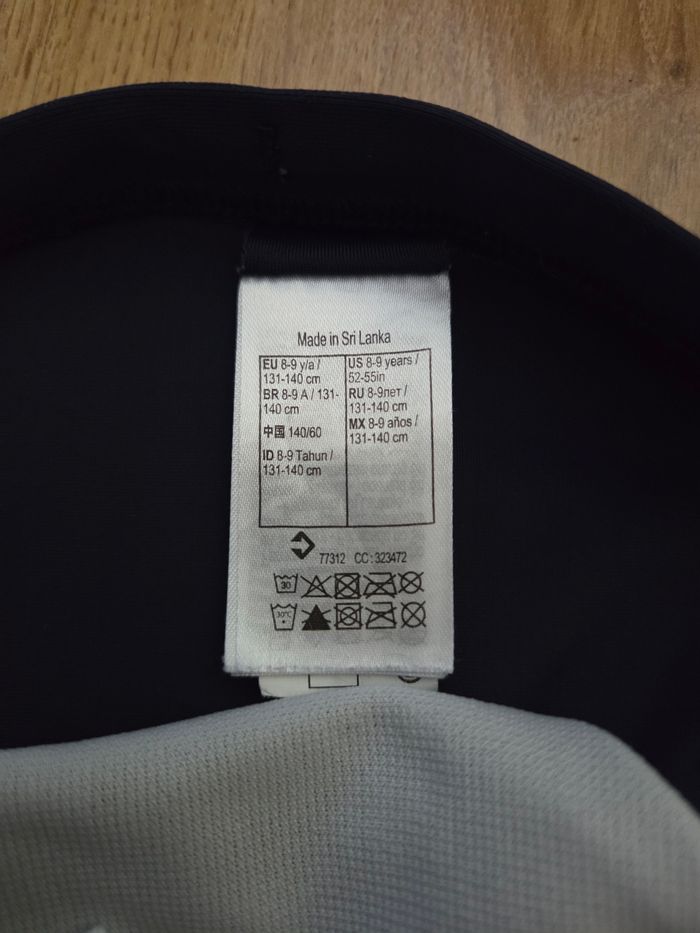 Made in Sri Lanka
EU 8-9 y/a /
131-140 cm
BR 8-9 A / 131-
140 cm
中国 140/60
ID 8-9 Tahun /
131-140 cm
US 8-9 years /
52-55in
RU 8-9лет /
131-140 cm
MX 8-9 años /
131-140 cm
77312 CC : 323472
30
30°C